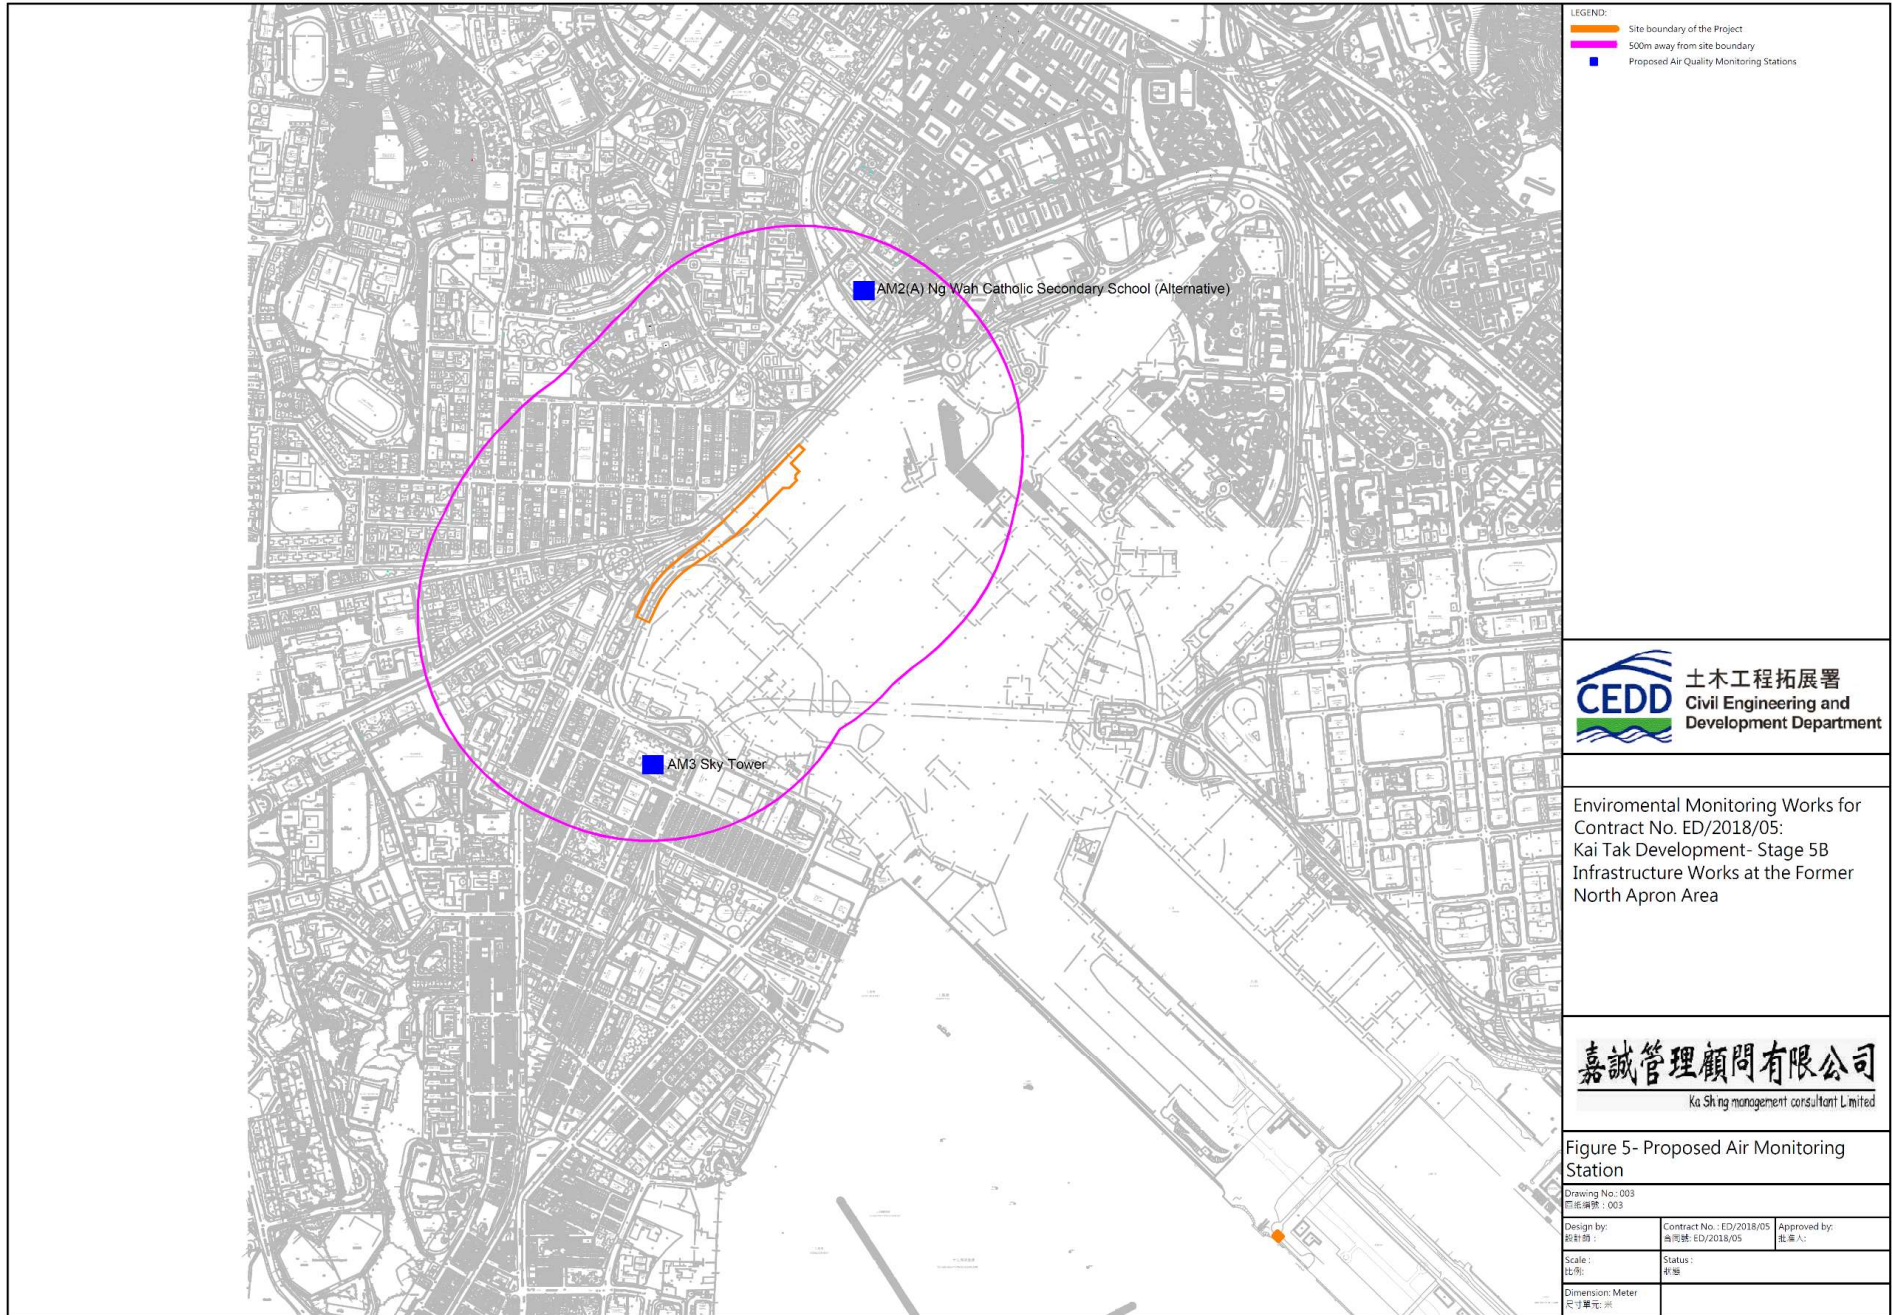 LEGEND:
Site boundary of the Project
500m away from site boundary
Proposed Air Quality Monitoring Stations
AM2(A) Ng Wah Catholic Secondary School (Alternative)
AM3 Sky Tower
CEDD
土木工程拓展署
Civil Engineering and
Development Department
Enviromental Monitoring Works for
Contract No. ED/2018/05:
Kai Tak Development- Stage 5B
Infrastructure Works at the Former
North Apron Area
嘉誠管理顧問有限公司
Ka Shing management consultant Limited
Figure 5- Proposed Air Monitoring
Station
Drawing No.: 003
圖紙編號 : 003
Design by:
設計師 :
Contract No. : ED/2018/05
合同號: ED/2018/05
Approved by:
批准人:
Scale :
比例:
Status :
狀態
Dimension: Meter
尺寸單元: 米